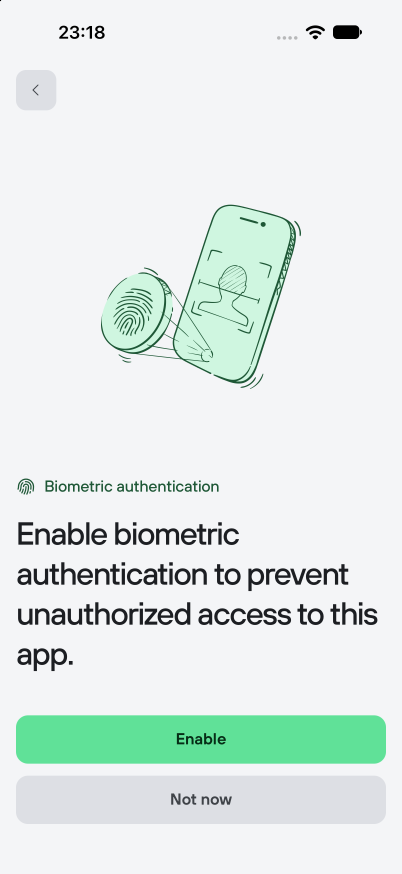 23:18
Biometric authentication
Enable biometric
authentication to prevent
unauthorized access to this
app.
Enable
Not now